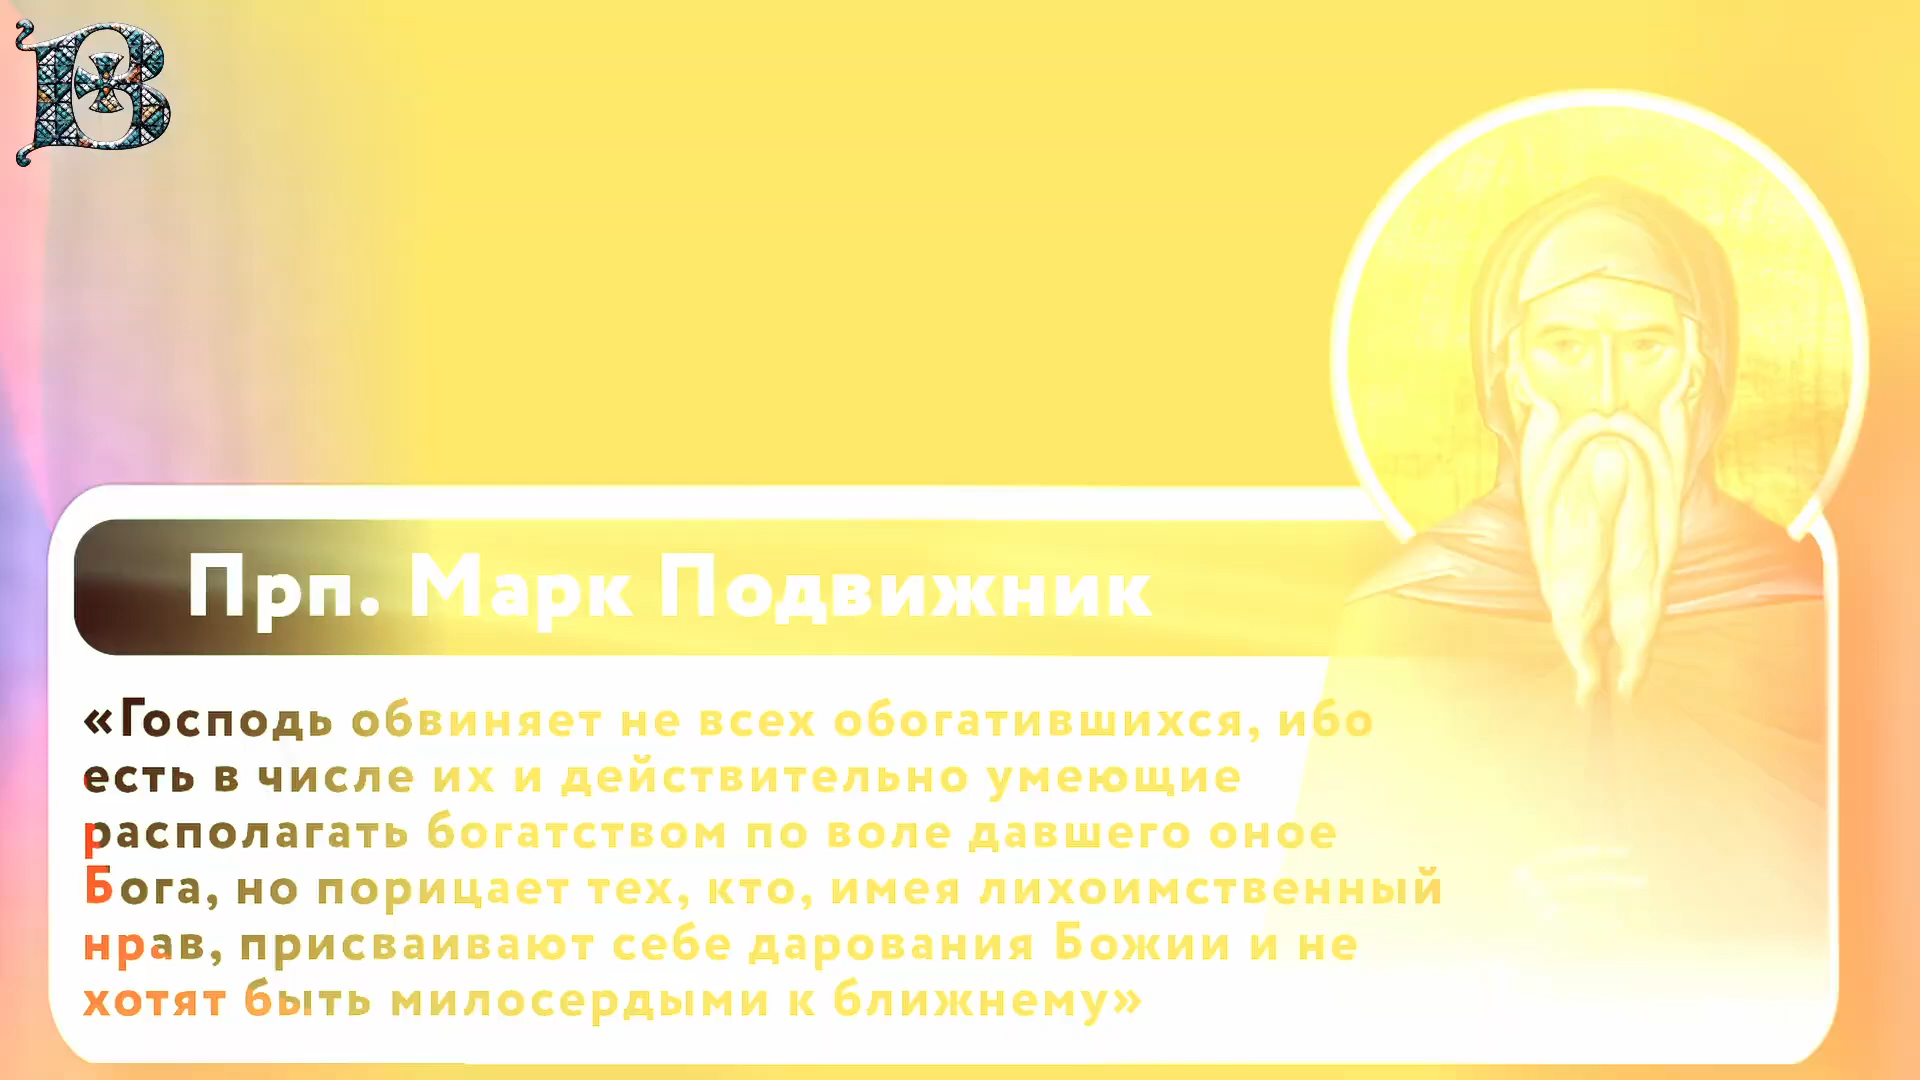 В
Прп. Марк Подвижник
«Господь обвиняет не всех обогатившихся, ибо
есть в числе их и действительно умеющие
располагать богатством по воле давшего оное
Бога, но порицает тех, кто, имея лихоимственный
нрав, присваивают себе дарования Божии и не
хотят быть милосердыми к ближнему»